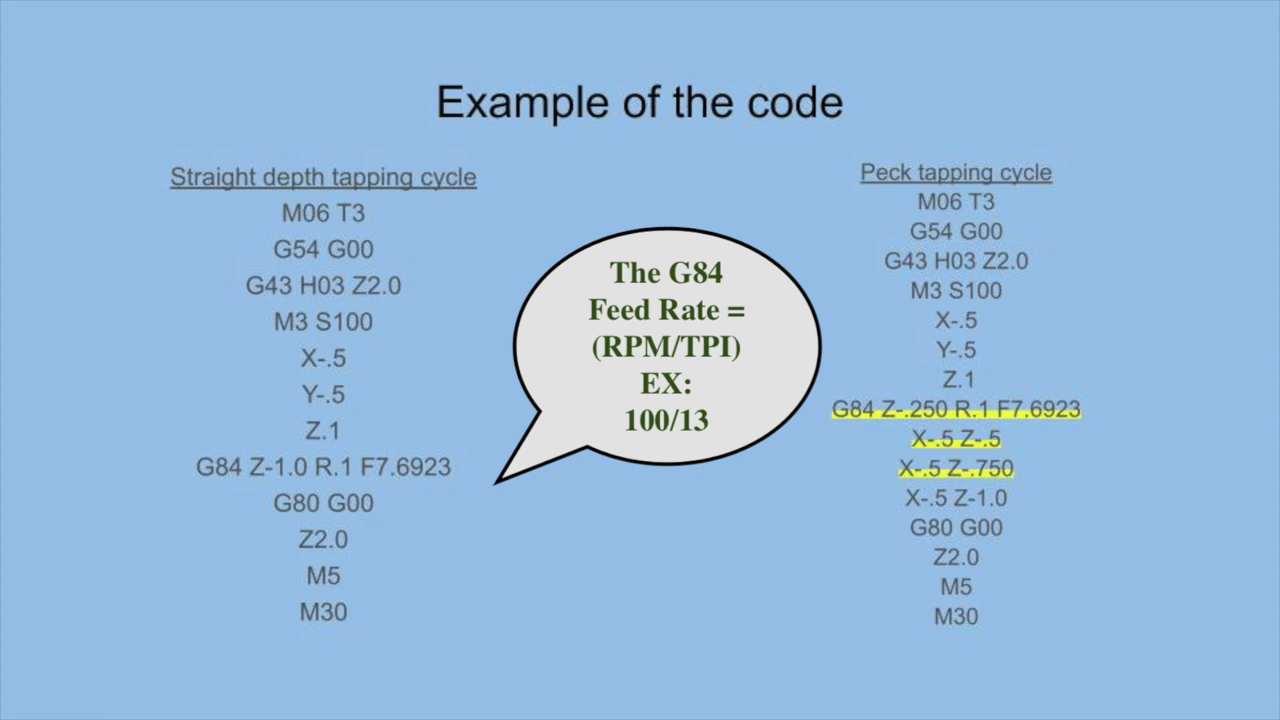 Example of the code
Straight depth tapping cycle
M06 T3
G54 G00
G43 H03 Z2.0
M3 S100
X-.5
Y-.5
Z.1
G84 Z-1.0 R.1 F7.6923
G80 G00
Z2.0
M5
M30
The G84
Feed Rate =
(RPM/TPI)
EX:
100/13
Peck tapping cycle
M06 T3
G54 G00
G43 H03 Z2.0
M3 S100
X-.5
Y-.5
Z.1
G84 Z-.250 R.1 F7.6923
X-.5 Z-.5
X-.5 Z-.750
X-.5 Z-1.0
G80 G00
Z2.0
M5
M30